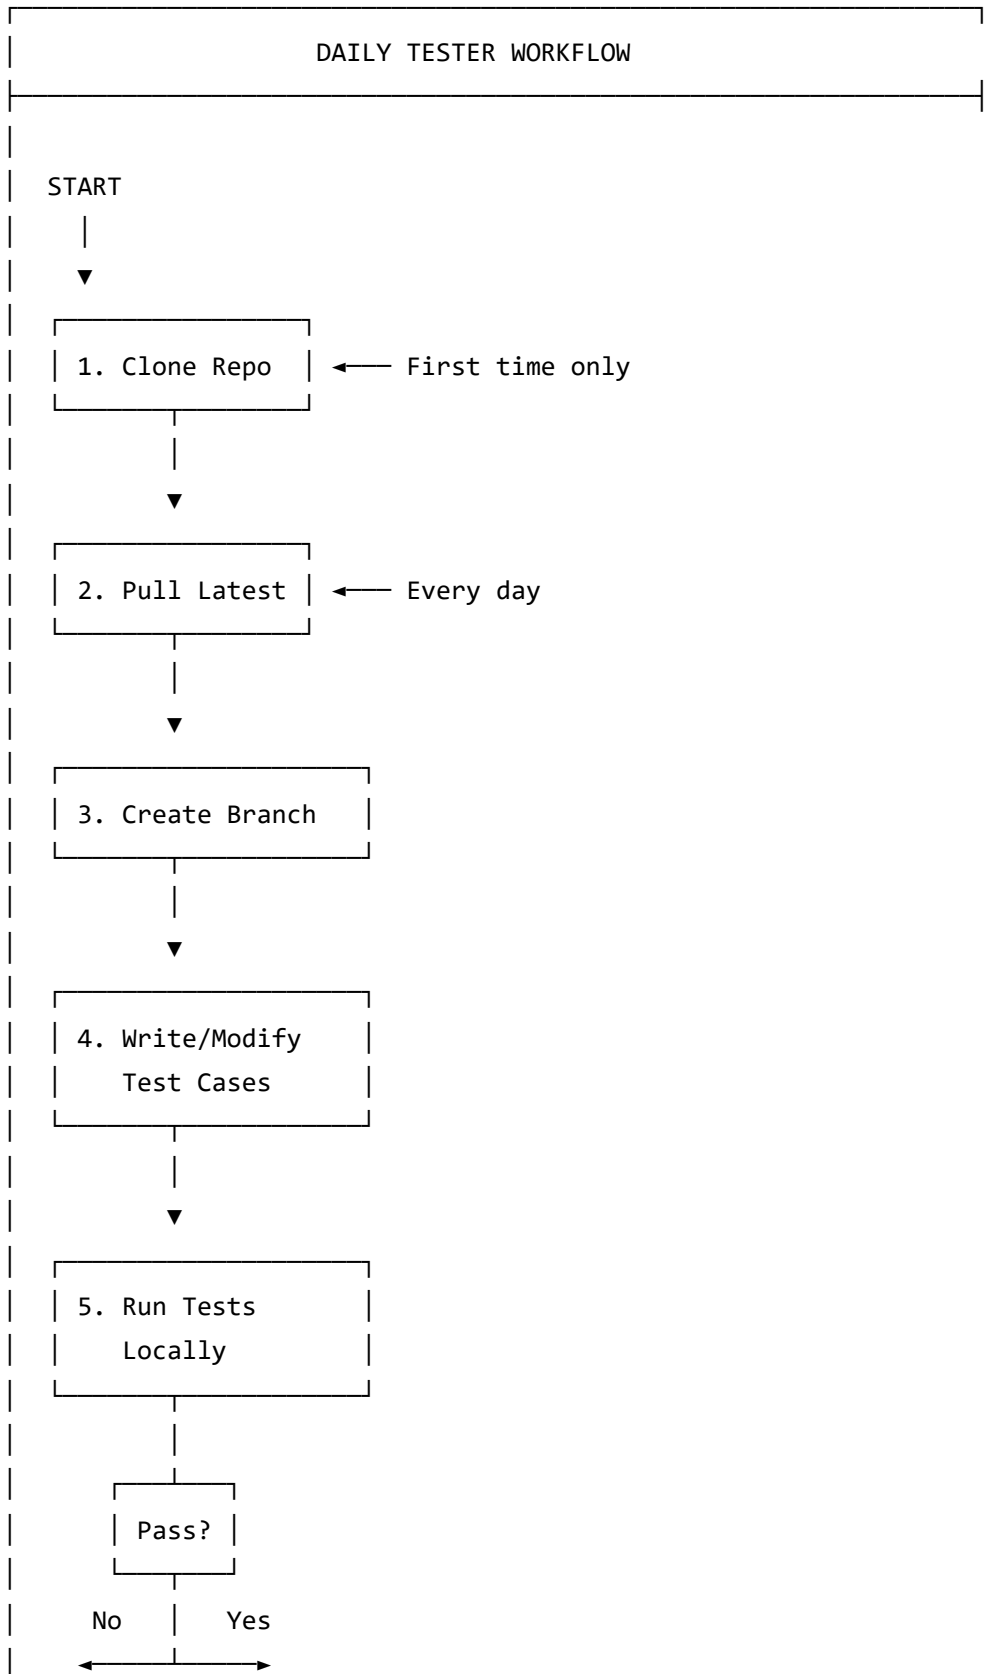 DAILY TESTER WORKFLOW
START
1. Clone Repo First time only
2. Pull Latest Every day
3. Create Branch
4. Write/Modify
Test Cases
5. Run Tests
Locally
Pass?
No Yes